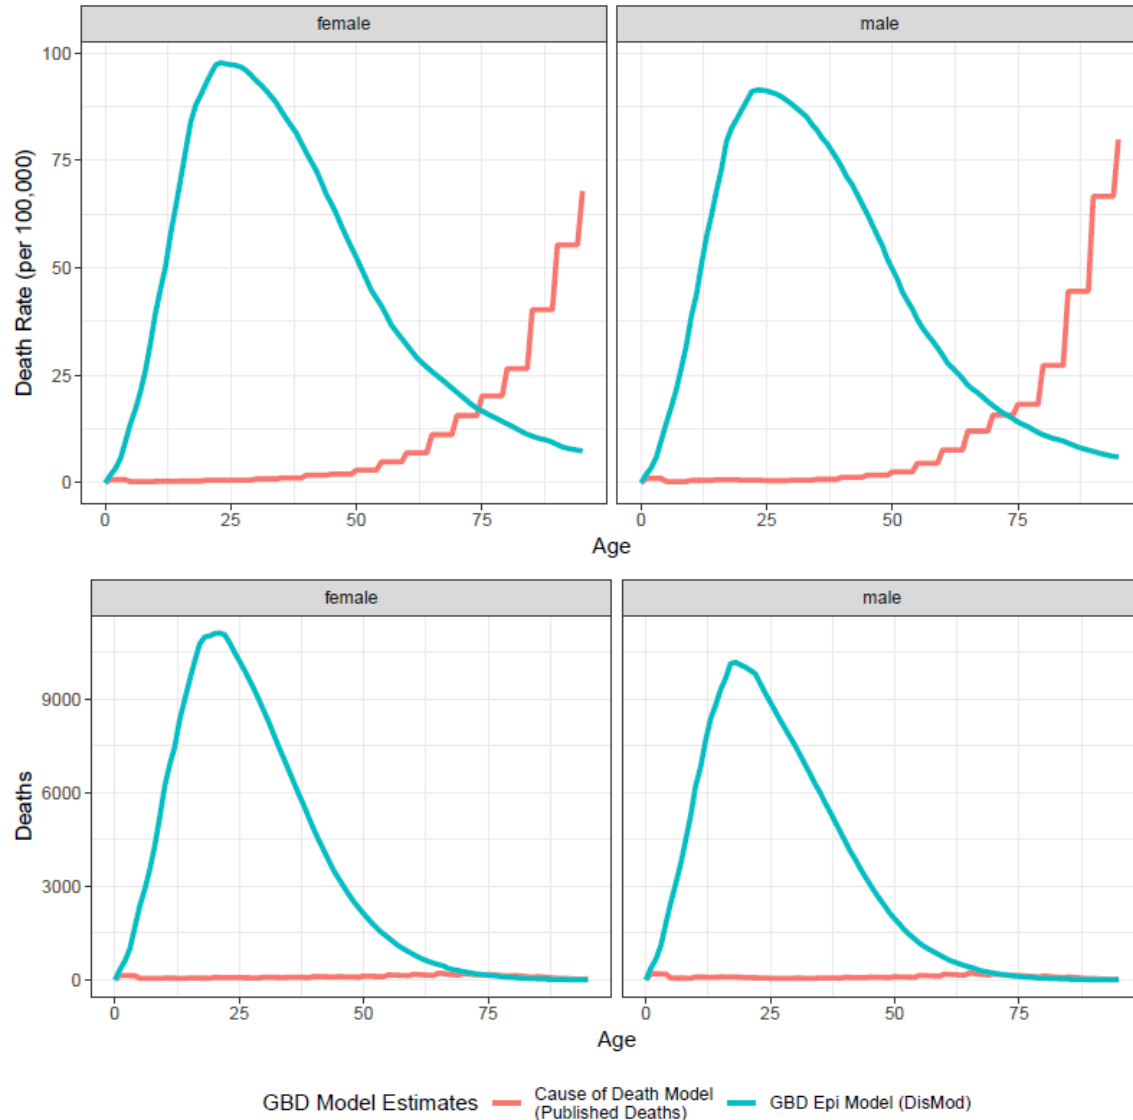 female
male
Death Rate (per 100,000)
100
75
50
25
0
0 25 50 75
0 25 50 75
Age
female
male
Deaths
9000
6000
3000
0
0 25 50 75
0 25 50 75
Age
GBD Model Estimates
Cause of Death Model
(Published Deaths)
GBD Epi Model (DisMod)